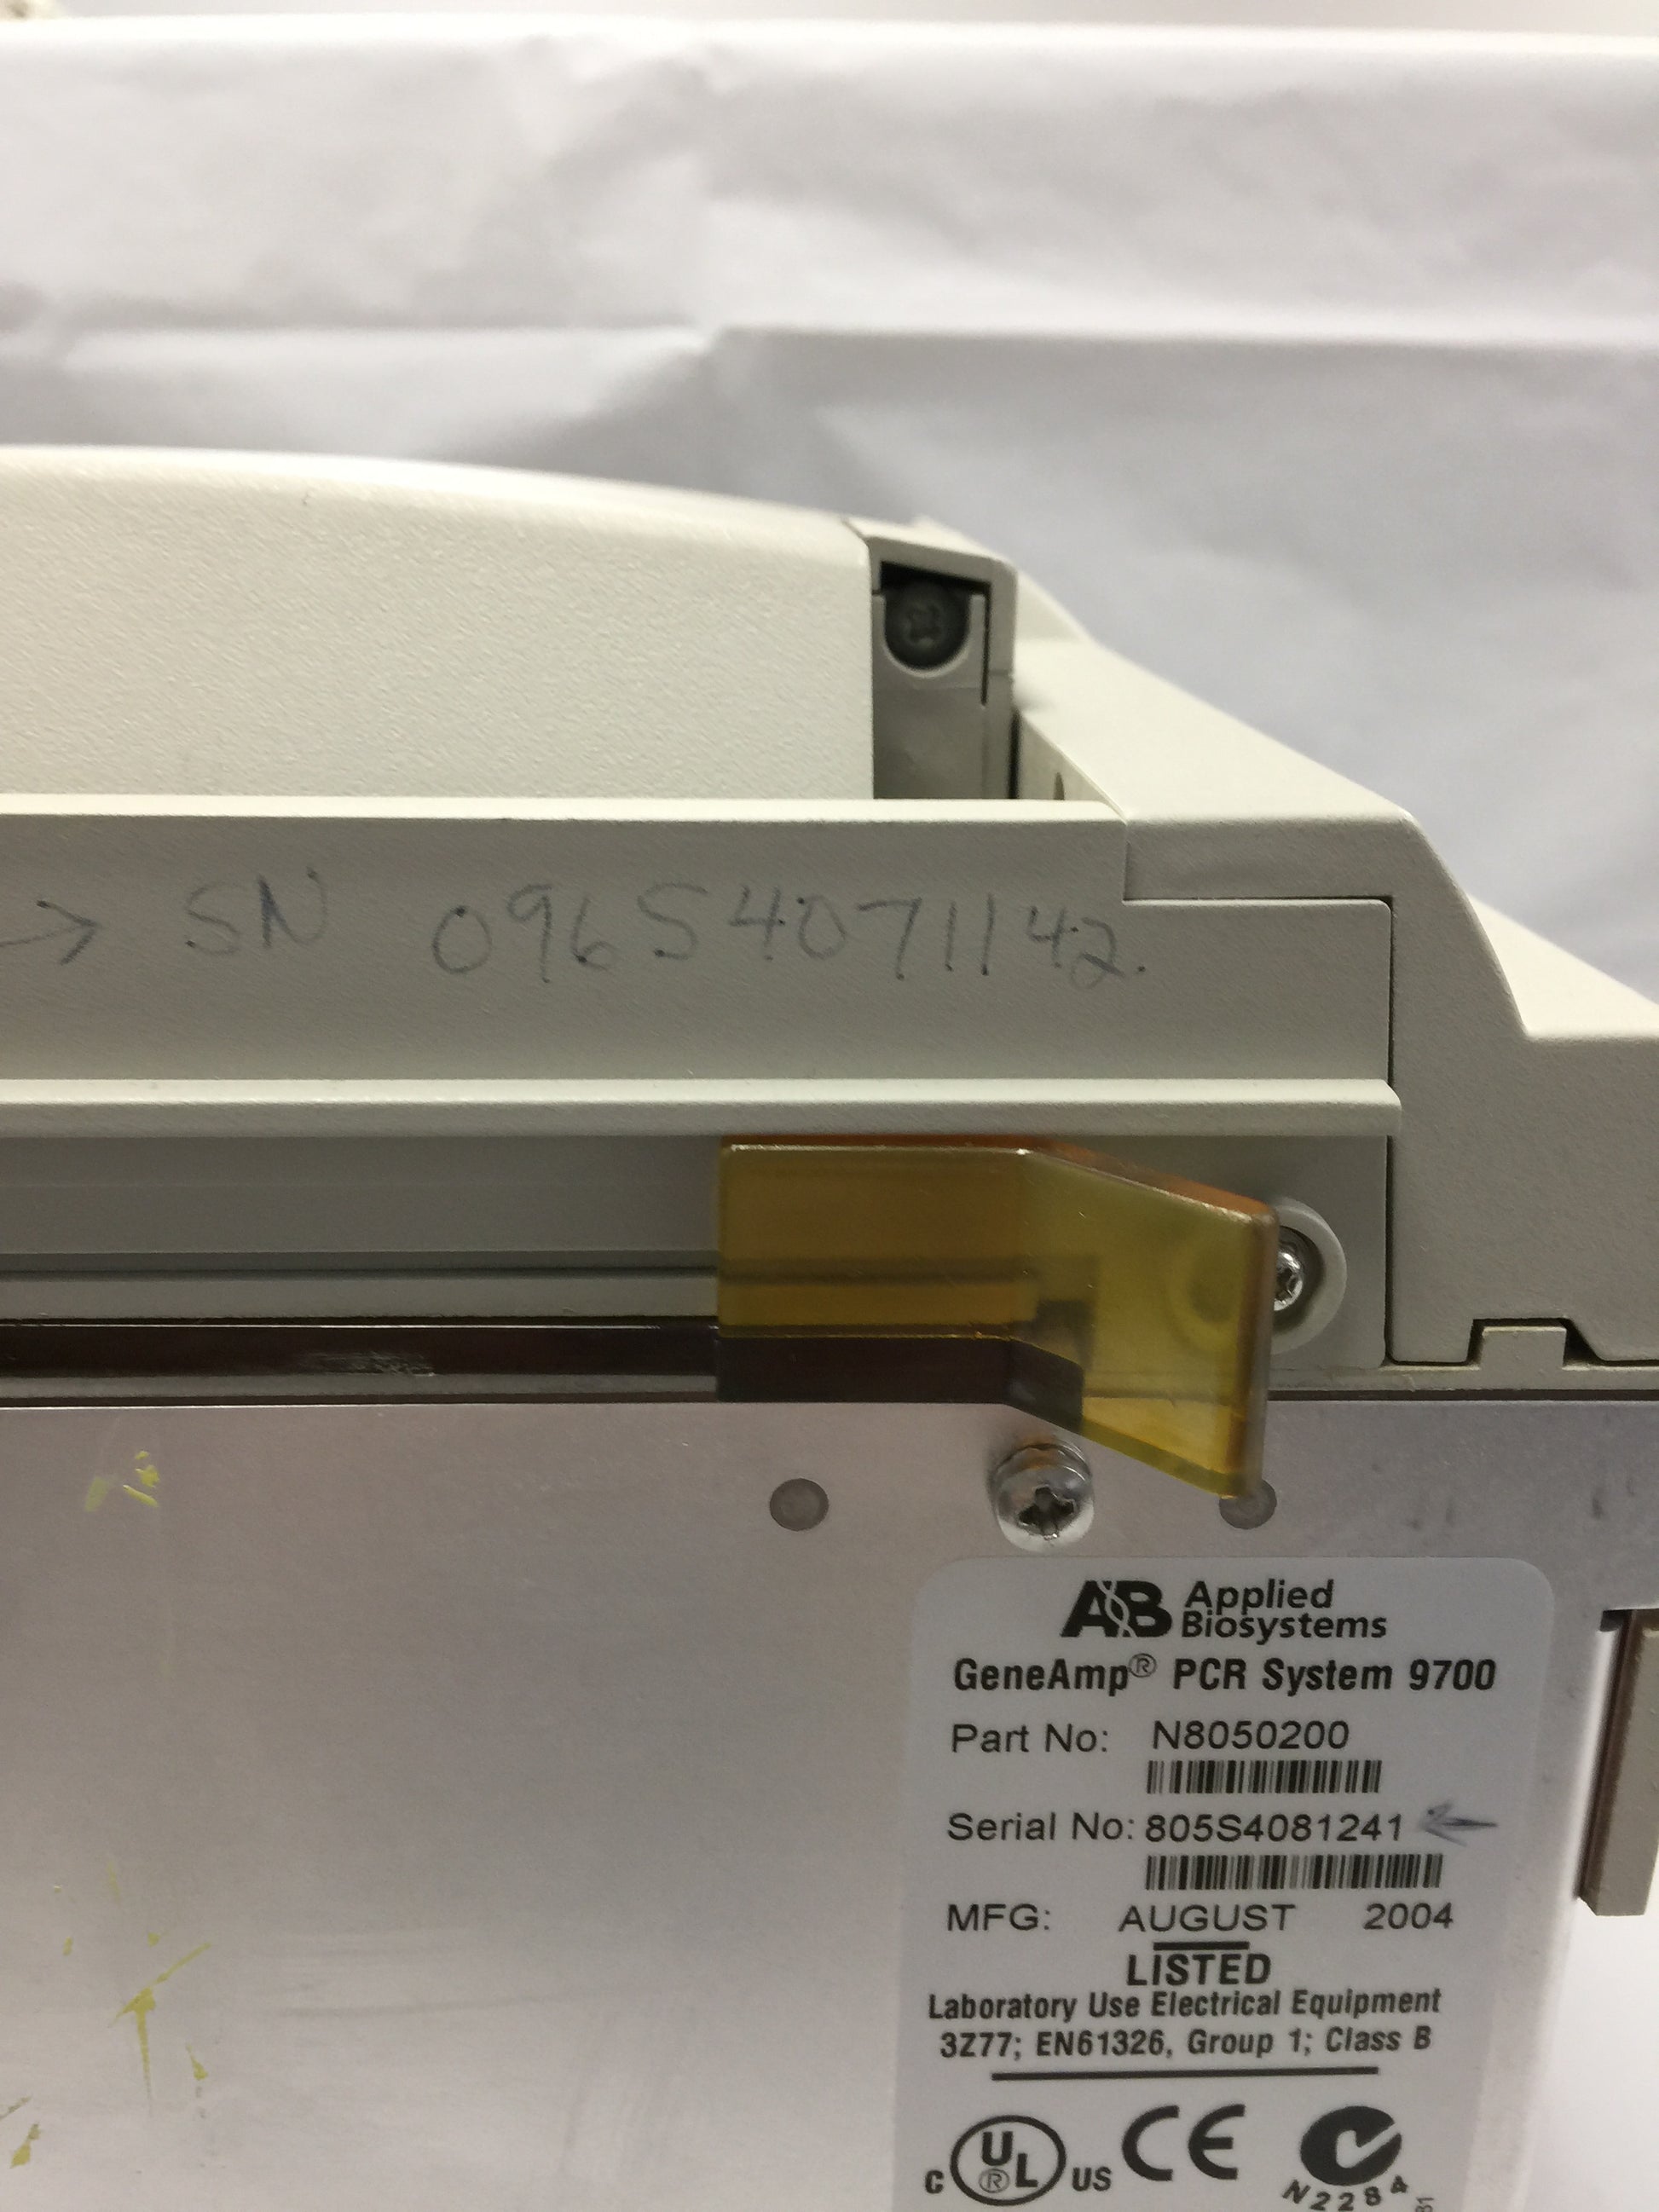 → SN 096S4071142.
AB Applied
Biosystems
GeneAmp® PCR System 9700
Part No: N8050200
Serial No: 805S4081241 ←
MFG: AUGUST 2004
LISTED
Laboratory Use Electrical Equipment
3Z77; EN61326, Group 1; Class B
C UL® US CE
N2284